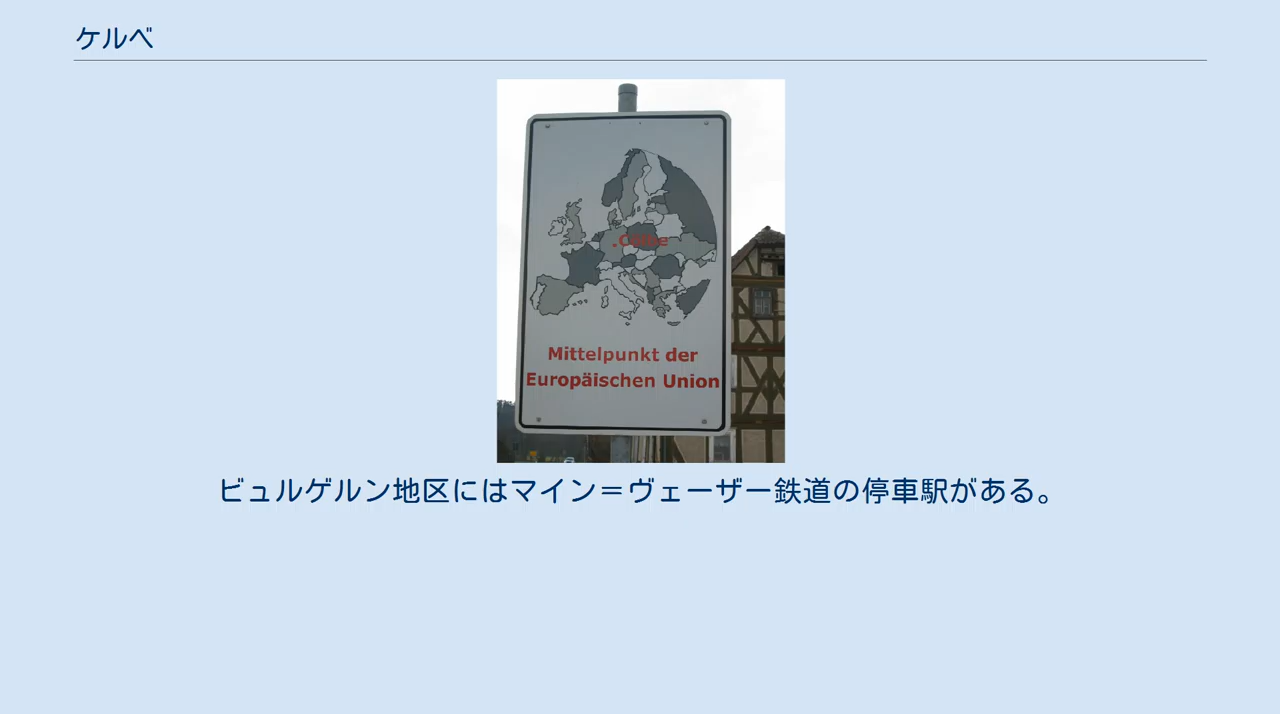 ケルベ
.Cölbe
Mittelpunkt der
Europäischen Union
ビュルゲルン地区にはマイン＝ヴェーザー鉄道の停車駅がある。